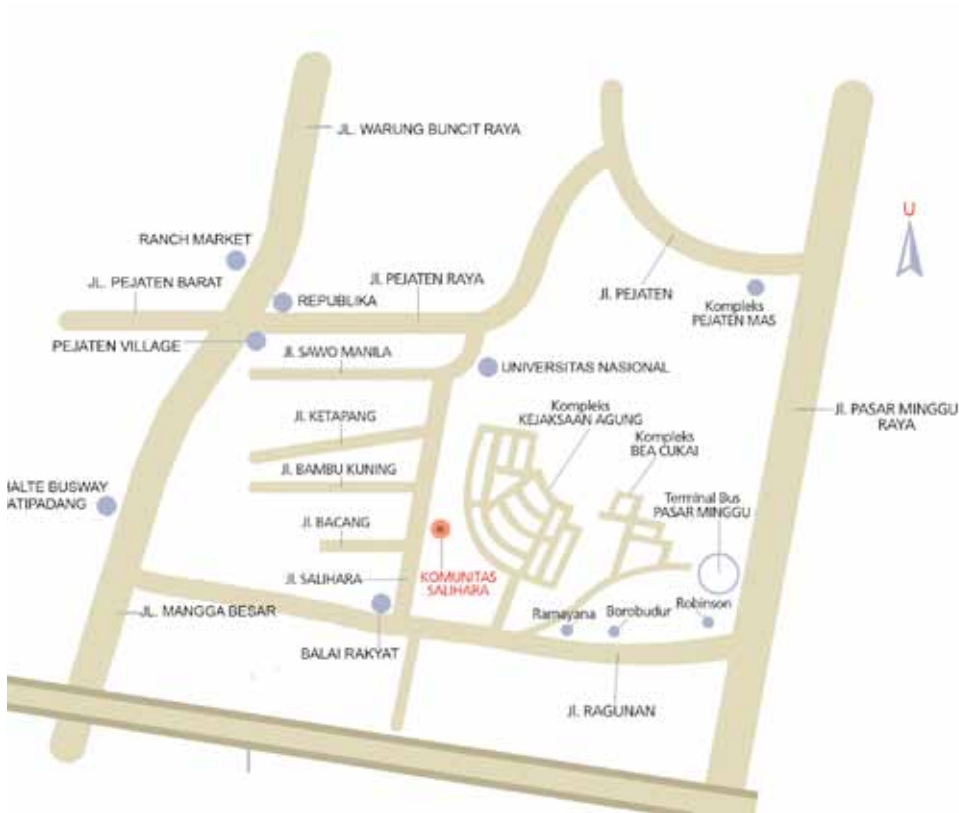 JL. WARUNG BUNCIT RAYA
U
RANCH MARKET
JL. PEJATEN BARAT
Jl. PEJATEN RAYA
Jl. PEJATEN
REPUBLIKA
Kompleks
PEJATEN MAS
PEJATEN VILLAGE
Jl. SAWO MANILA
UNIVERSITAS NASIONAL
Jl. KETAPANG
Kompleks
KEJAKSAAN AGUNG
Jl. PASAR MINGGU
RAYA
Kompleks
BEA CUKAI
Jl. BAMBU KUNING
HALTE BUSWAY
ATIPADANG
Terminal Bus
PASAR MINGGU
Jl. BACANG
Jl. SALIHARA
KOMUNITAS
SALIHARA
JL. MANGGA BESAR
Ramayana
Borobudur
Robinson
BALAI RAKYAT
Jl. RAGUNAN